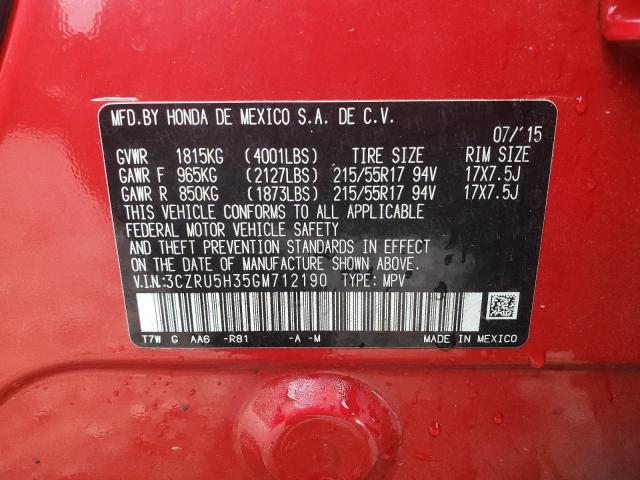 MFD.BY HONDA DE MEXICO S.A. DE C.V.
07/'15
GVWR 1815KG (4001LBS) TIRE SIZE RIM SIZE
GAWR F 965KG (2127LBS) 215/55R17 94V 17X7.5J
GAWR R 850KG (1873LBS) 215/55R17 94V 17X7.5J
THIS VEHICLE CONFORMS TO ALL APPLICABLE
FEDERAL MOTOR VEHICLE SAFETY
AND THEFT PREVENTION STANDARDS IN EFFECT
ON DATE OF MANUFACTURE SHOWN ABOVE.
V.I.N:3CZRU5H35GM712190 TYPE: MPV
T7W G AA6 -R81 -A -M MADE IN MEXICO